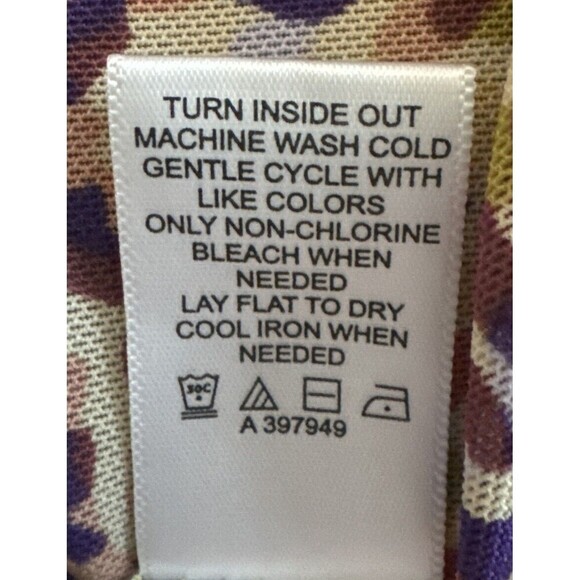 TURN INSIDE OUT
MACHINE WASH COLD
GENTLE CYCLE WITH
LIKE COLORS
ONLY NON-CHLORINE
BLEACH WHEN
NEEDED
LAY FLAT TO DRY
COOL IRON WHEN
NEEDED
30C
A 397949